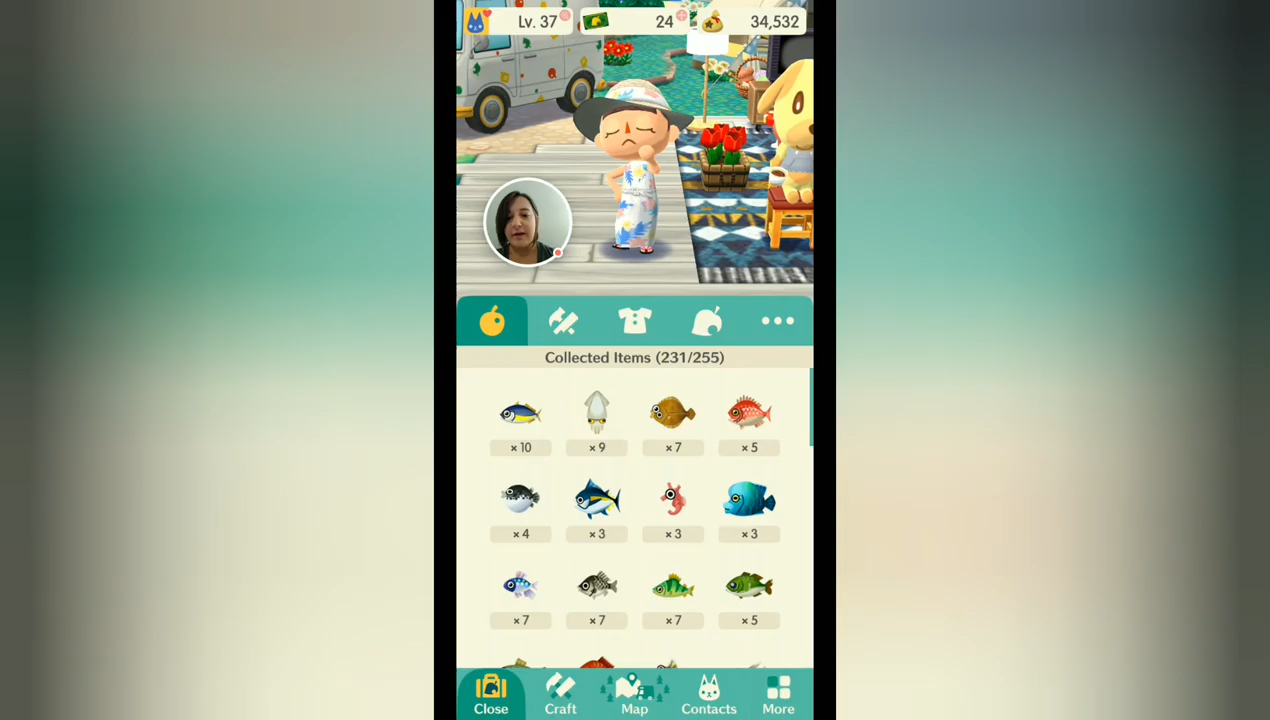 Lv. 37 24 34,532
Collected Items (231/255)
×10 ×9 ×7 ×5
×4 ×3 ×3 ×3
×7 ×7 ×7 ×5
Close Craft Map Contacts More